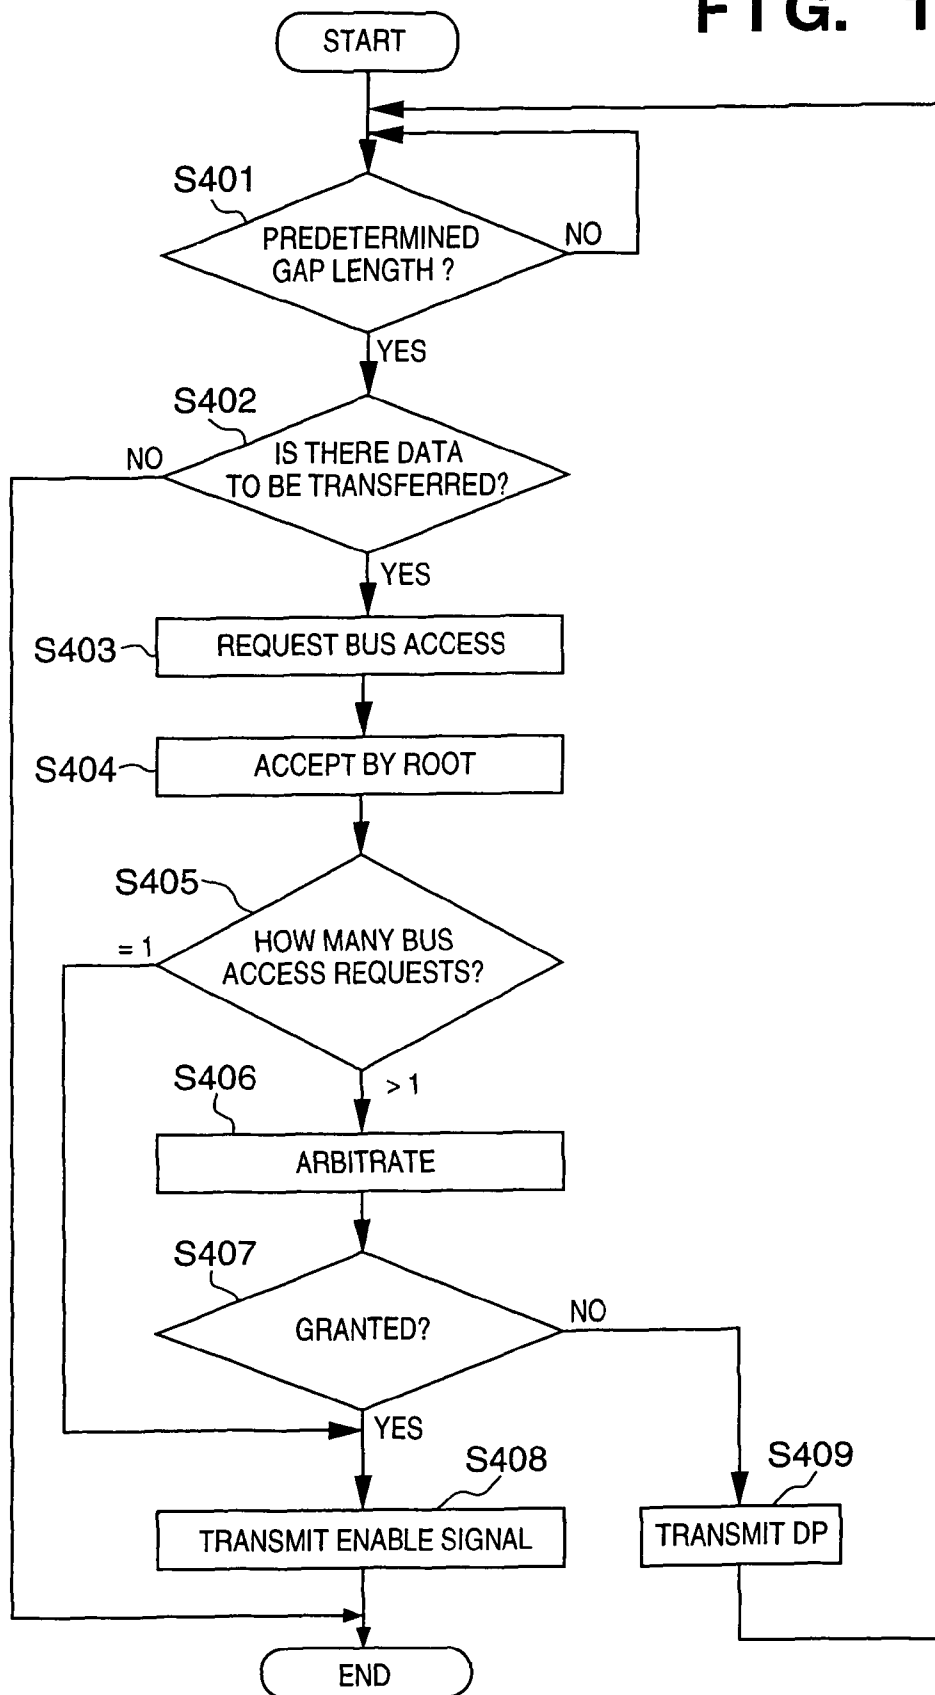 FIG. 1
START
S401
PREDETERMINED
GAP LENGTH ?
NO
YES
S402
IS THERE DATA
TO BE TRANSFERRED?
NO
YES
S403
REQUEST BUS ACCESS
S404
ACCEPT BY ROOT
S405
HOW MANY BUS
ACCESS REQUESTS?
= 1
> 1
S406
ARBITRATE
S407
GRANTED?
NO
YES
S408
TRANSMIT ENABLE SIGNAL
S409
TRANSMIT DP
END